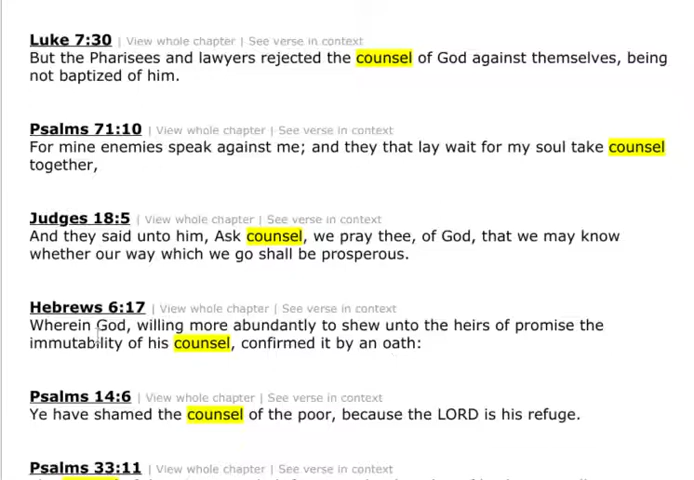 Luke 7:30 | View whole chapter | See verse in context
But the Pharisees and lawyers rejected the counsel of God against themselves, being
not baptized of him.
Psalms 71:10 | View whole chapter | See verse in context
For mine enemies speak against me; and they that lay wait for my soul take counsel
together,
Judges 18:5 | View whole chapter | See verse in context
And they said unto him, Ask counsel, we pray thee, of God, that we may know
whether our way which we go shall be prosperous.
Hebrews 6:17 | View whole chapter | See verse in context
Wherein God, willing more abundantly to shew unto the heirs of promise the
immutability of his counsel, confirmed it by an oath:
Psalms 14:6 | View whole chapter | See verse in context
Ye have shamed the counsel of the poor, because the LORD is his refuge.
Psalms 33:11 | View whole chapter | See verse in context